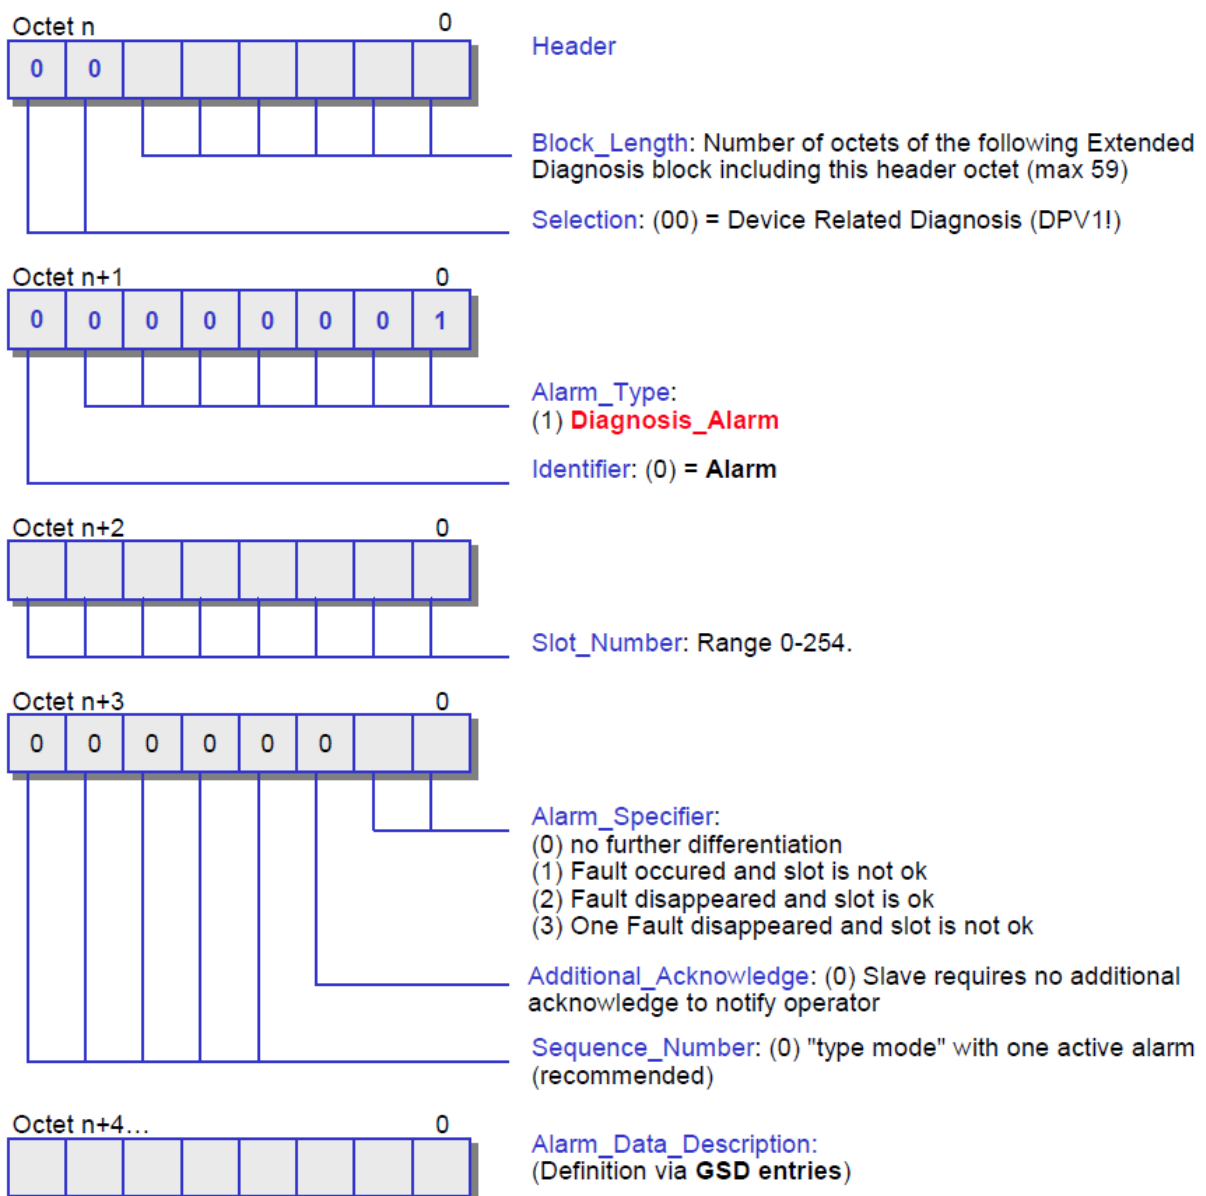 Octet n 0
Header
0 0
Block_Length: Number of octets of the following Extended
Diagnosis block including this header octet (max 59)
Selection: (00) = Device Related Diagnosis (DPV1!)
Octet n+1 0
0 0 0 0 0 0 0 1
Alarm_Type:
(1) Diagnosis_Alarm
Identifier: (0) = Alarm
Octet n+2 0
Slot_Number: Range 0-254.
Octet n+3 0
0 0 0 0 0 0
Alarm_Specifier:
(0) no further differentiation
(1) Fault occured and slot is not ok
(2) Fault disappeared and slot is ok
(3) One Fault disappeared and slot is not ok
Additional_Acknowledge: (0) Slave requires no additional
acknowledge to notify operator
Sequence_Number: (0) "type mode" with one active alarm
(recommended)
Octet n+4... 0
Alarm_Data_Description:
(Definition via GSD entries)